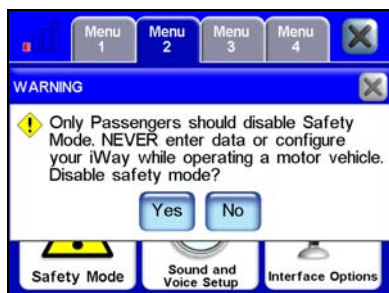 Menu 1
Menu 2
Menu 3
Menu 4
WARNING
Only Passengers should disable Safety
Mode. NEVER enter data or configure
your iWay while operating a motor vehicle.
Disable safety mode?
Yes No
Safety Mode
Sound and
Voice Setup
Interface Options